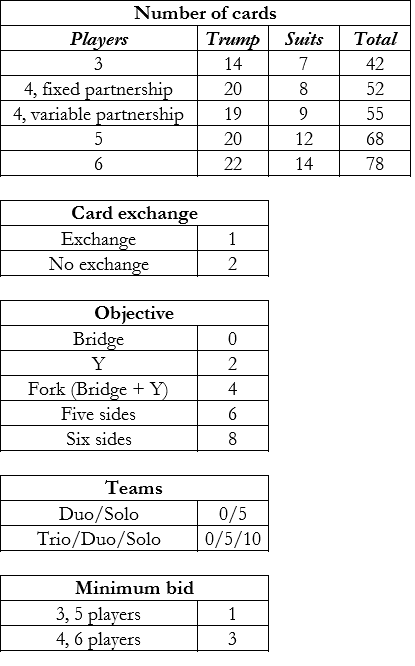 Number of cards
Players Trump Suits Total
3 14 7 42
4, fixed partnership 20 8 52
4, variable partnership 19 9 55
5 20 12 68
6 22 14 78
Card exchange
Exchange 1
No exchange 2
Objective
Bridge 0
Y 2
Fork (Bridge + Y) 4
Five sides 6
Six sides 8
Teams
Duo/Solo 0/5
Trio/Duo/Solo 0/5/10
Minimum bid
3, 5 players 1
4, 6 players 3